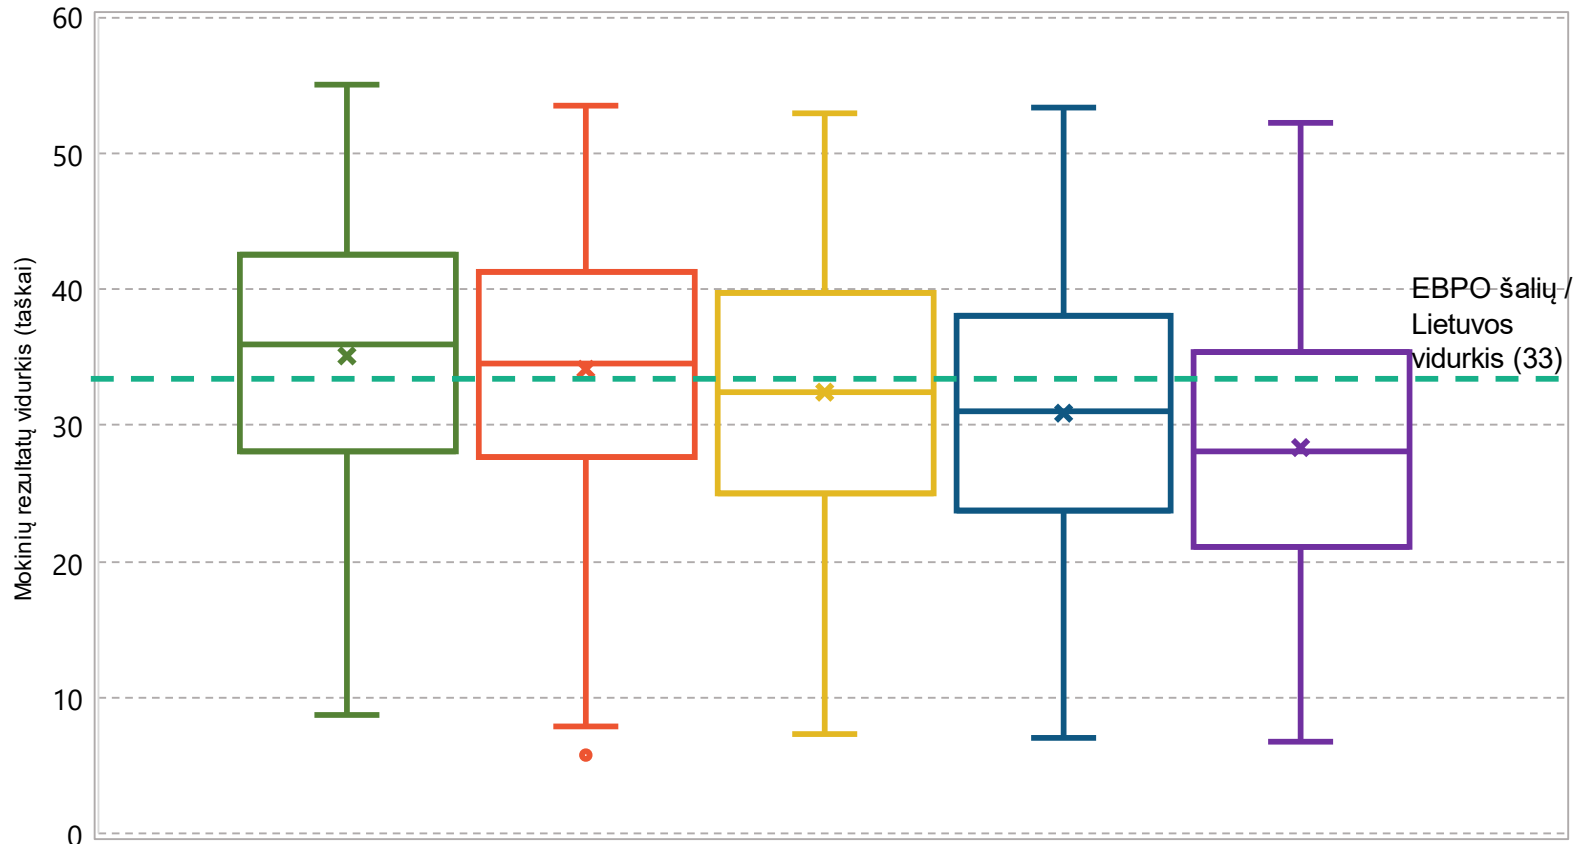 60
50
40
30
20
10
0
Mokinių rezultatų vidurkis (taškai)
EBPO šalių /
Lietuvos
vidurkis (33)